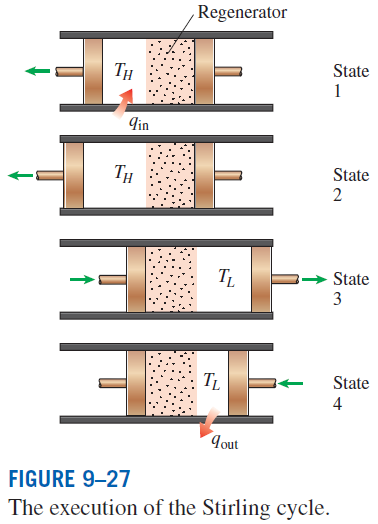 Regenerator
T_H
State
1
q_in
T_H
State
2
T_L
State
3
T_L
State
4
q_out
FIGURE 9–27
The execution of the Stirling cycle.